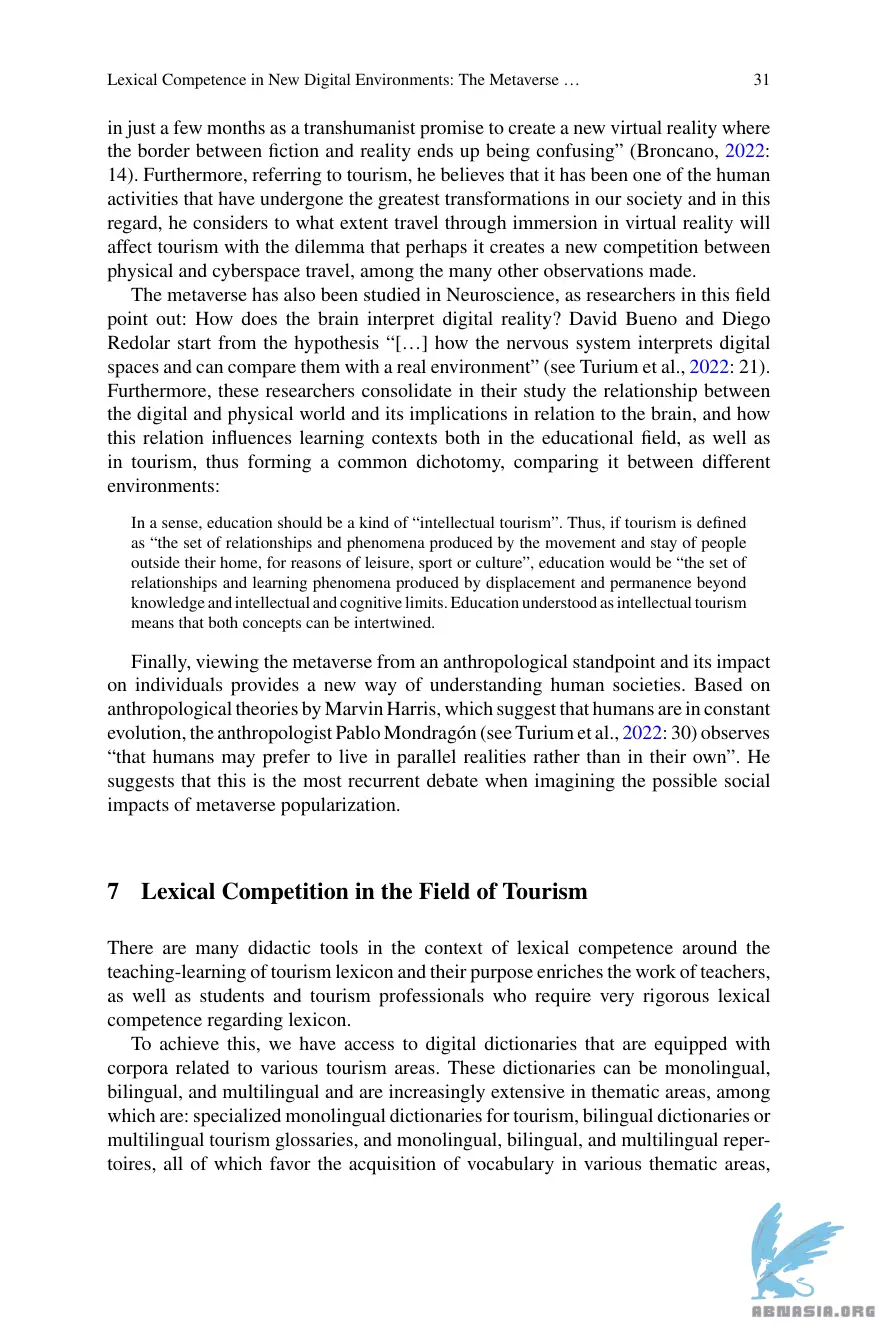 Lexical Competence in New Digital Environments: The Metaverse … 31
in just a few months as a transhumanist promise to create a new virtual reality where
the border between fiction and reality ends up being confusing” (Broncano, 2022:
14). Furthermore, referring to tourism, he believes that it has been one of the human
activities that have undergone the greatest transformations in our society and in this
regard, he considers to what extent travel through immersion in virtual reality will
affect tourism with the dilemma that perhaps it creates a new competition between
physical and cyberspace travel, among the many other observations made.
The metaverse has also been studied in Neuroscience, as researchers in this field
point out: How does the brain interpret digital reality? David Bueno and Diego
Redolar start from the hypothesis “[…] how the nervous system interprets digital
spaces and can compare them with a real environment” (see Turium et al., 2022: 21).
Furthermore, these researchers consolidate in their study the relationship between
the digital and physical world and its implications in relation to the brain, and how
this relation influences learning contexts both in the educational field, as well as
in tourism, thus forming a common dichotomy, comparing it between different
environments:
In a sense, education should be a kind of “intellectual tourism”. Thus, if tourism is defined
as “the set of relationships and phenomena produced by the movement and stay of people
outside their home, for reasons of leisure, sport or culture”, education would be “the set of
relationships and learning phenomena produced by displacement and permanence beyond
knowledge and intellectual and cognitive limits. Education understood as intellectual tourism
means that both concepts can be intertwined.
Finally, viewing the metaverse from an anthropological standpoint and its impact
on individuals provides a new way of understanding human societies. Based on
anthropological theories by Marvin Harris, which suggest that humans are in constant
evolution, the anthropologist Pablo Mondragón (see Turium et al., 2022: 30) observes
“that humans may prefer to live in parallel realities rather than in their own”. He
suggests that this is the most recurrent debate when imagining the possible social
impacts of metaverse popularization.
7 Lexical Competition in the Field of Tourism
There are many didactic tools in the context of lexical competence around the
teaching-learning of tourism lexicon and their purpose enriches the work of teachers,
as well as students and tourism professionals who require very rigorous lexical
competence regarding lexicon.
To achieve this, we have access to digital dictionaries that are equipped with
corpora related to various tourism areas. These dictionaries can be monolingual,
bilingual, and multilingual and are increasingly extensive in thematic areas, among
which are: specialized monolingual dictionaries for tourism, bilingual dictionaries or
multilingual tourism glossaries, and monolingual, bilingual, and multilingual reper-
toires, all of which favor the acquisition of vocabulary in various thematic areas,
ABNASIA.ORG